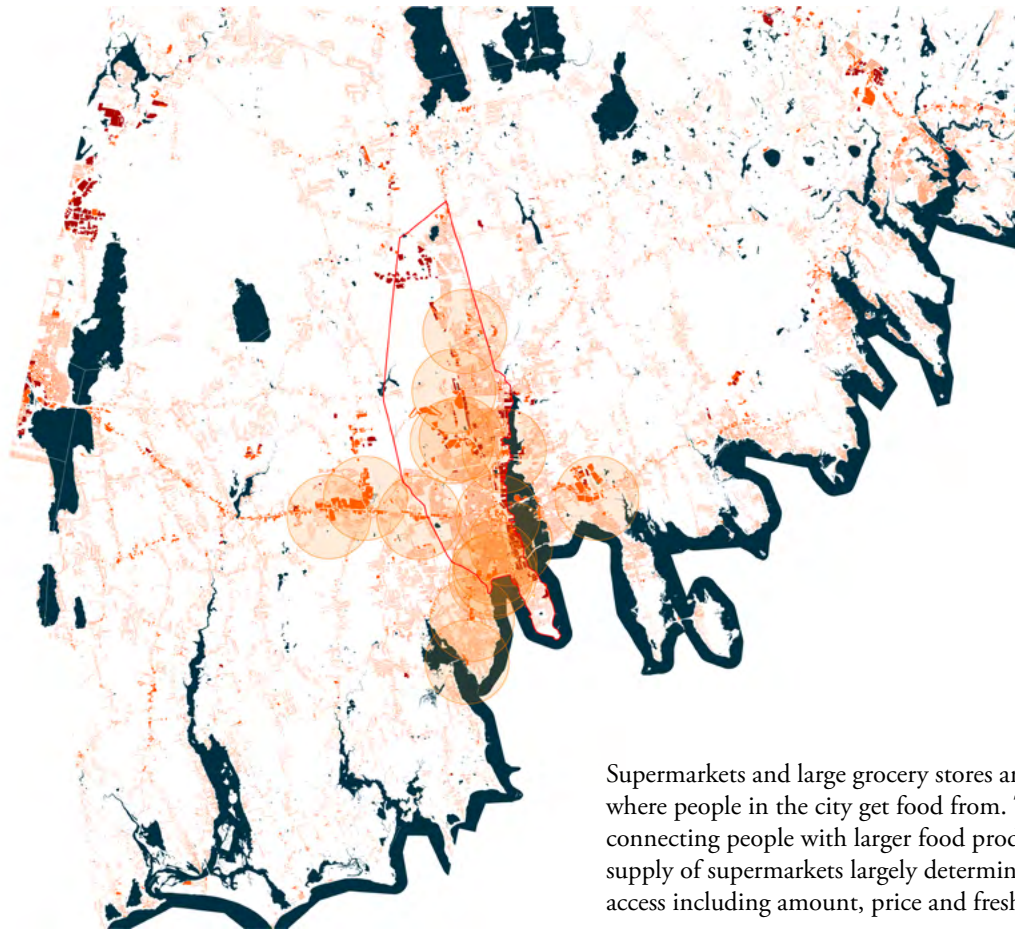 Supermarkets and large grocery stores
where people in the city get food from.
connecting people with larger food
supply of supermarkets largely
access including amount, price and